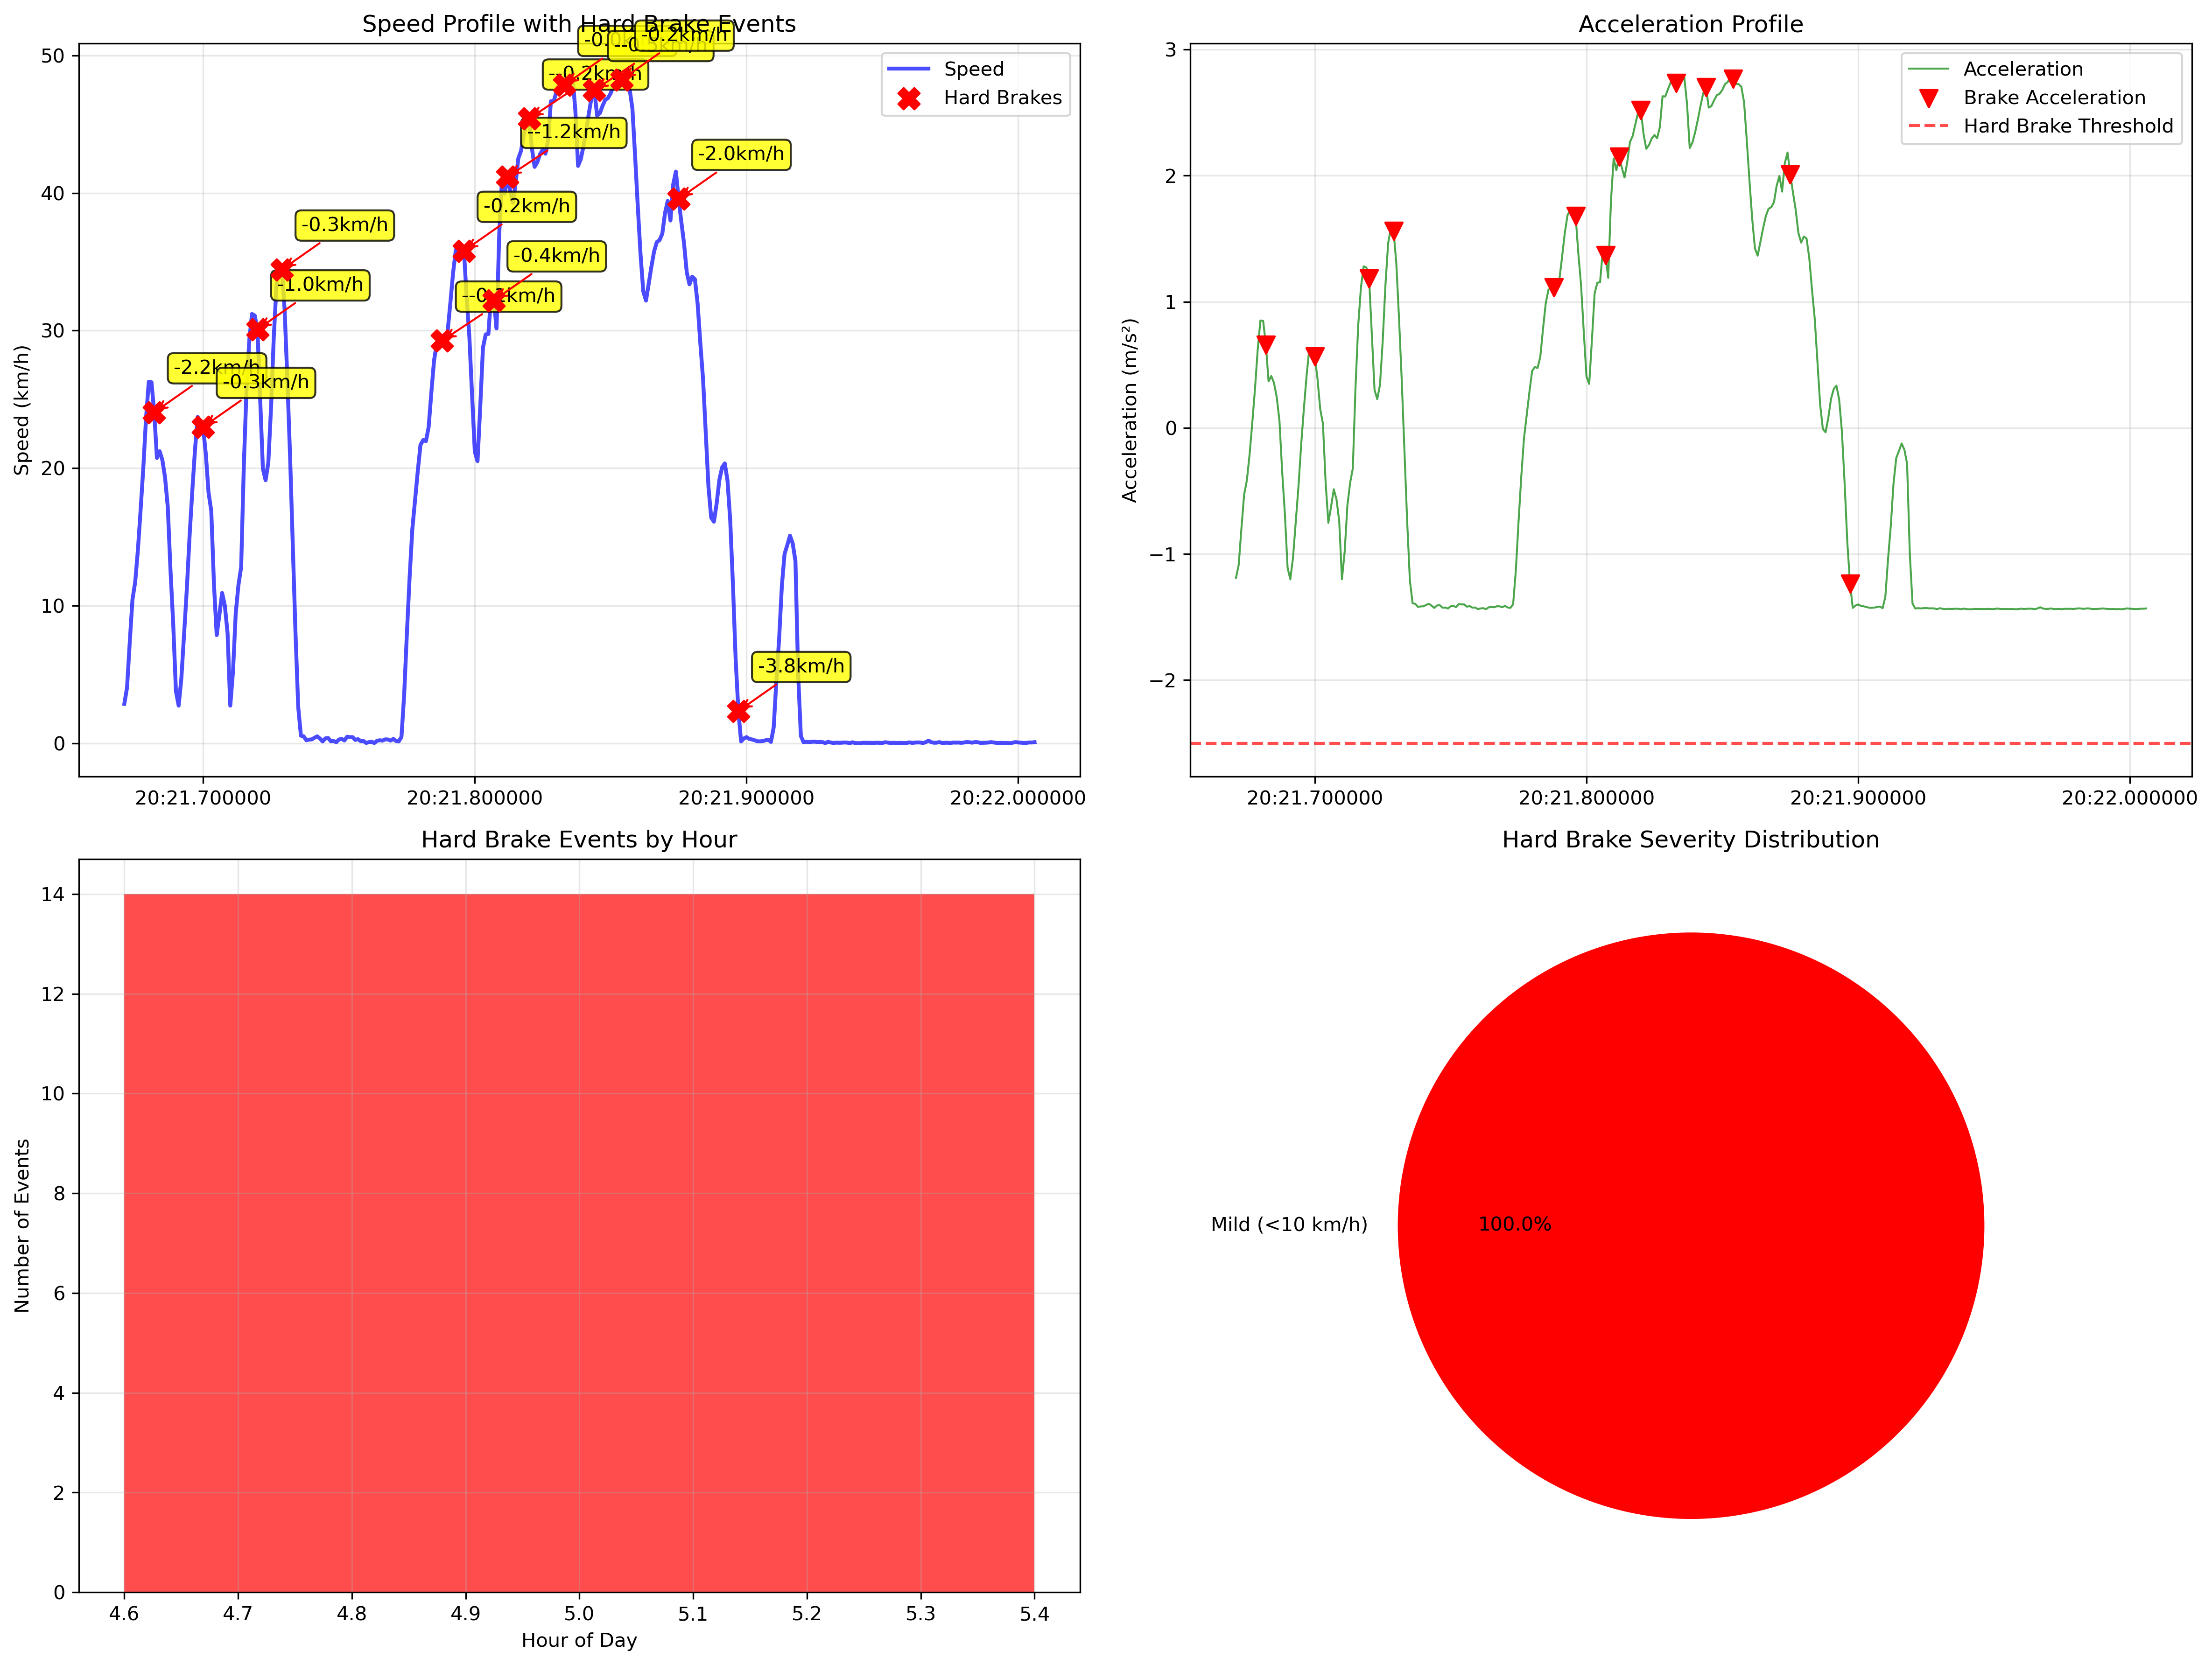 Speed Profile with Hard Brake Events
Speed (km/h)
50
40
30
20
10
0
Speed
Hard Brakes
-2.2km/h
-0.3km/h
-1.0km/h
-0.3km/h
-0.4km/h
-0.2km/h
--1.2km/h
--0.2km/h
-0.2km/h
-2.0km/h
-3.8km/h
20:21.700000
20:21.800000
20:21.900000
20:22.000000
Acceleration Profile
Acceleration (m/s²)
3
2
1
0
−1
−2
Acceleration
Brake Acceleration
Hard Brake Threshold
20:21.700000
20:21.800000
20:21.900000
20:22.000000
Hard Brake Events by Hour
Number of Events
14
12
10
8
6
4
2
0
4.6
4.7
4.8
4.9
5.0
5.1
5.2
5.3
5.4
Hour of Day
Hard Brake Severity Distribution
Mild (<10 km/h)
100.0%